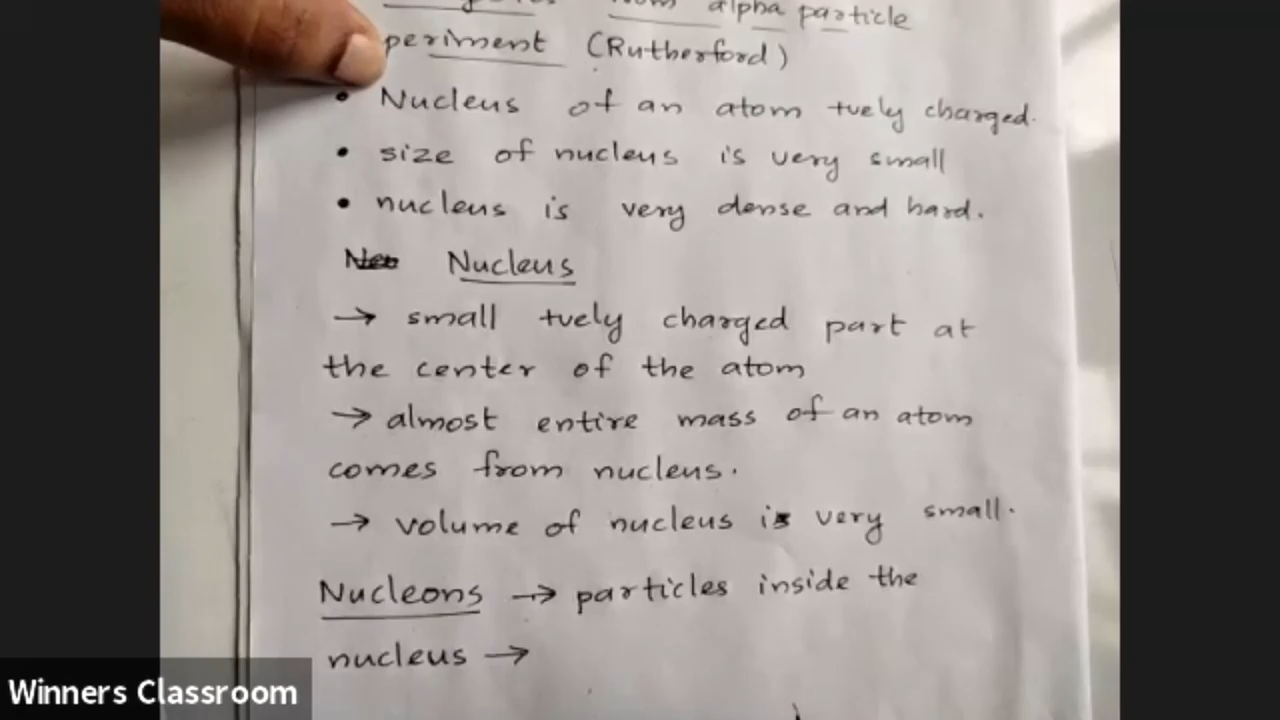 alpha particle
periment (Rutherford)
• Nucleus of an atom +vely charged.
• size of nucleus is very small
• nucleus is very dense and hard.
Nucleus
→ small +vely charged part at
the center of the atom
→ almost entire mass of an atom
comes from nucleus.
→ volume of nucleus is very small.
Nucleons → particles inside the
nucleus →
Winners Classroom